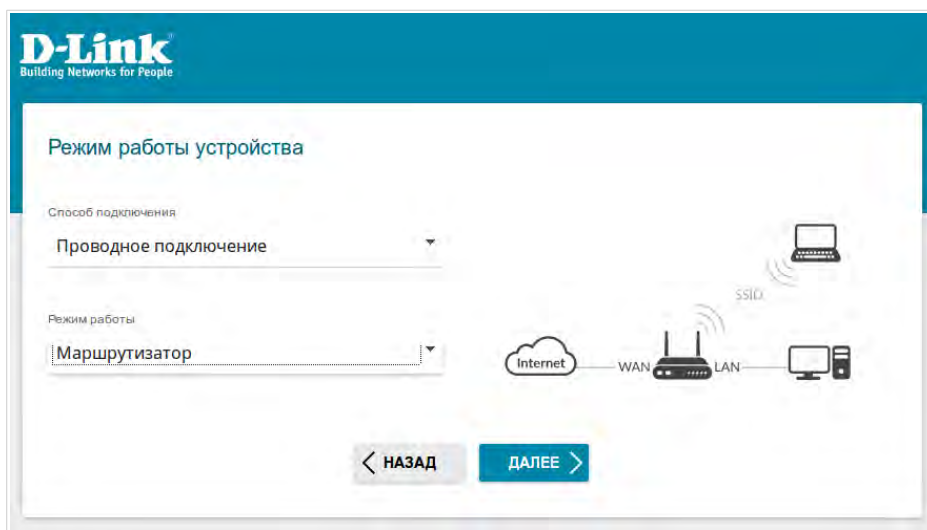 D-Link
Building Networks for People
Режим работы устройства
Способ подключения
Проводное подключение
Режим работы
Маршрутизатор
SSID
Internet
WAN
LAN
НАЗАД
ДАЛЕЕ